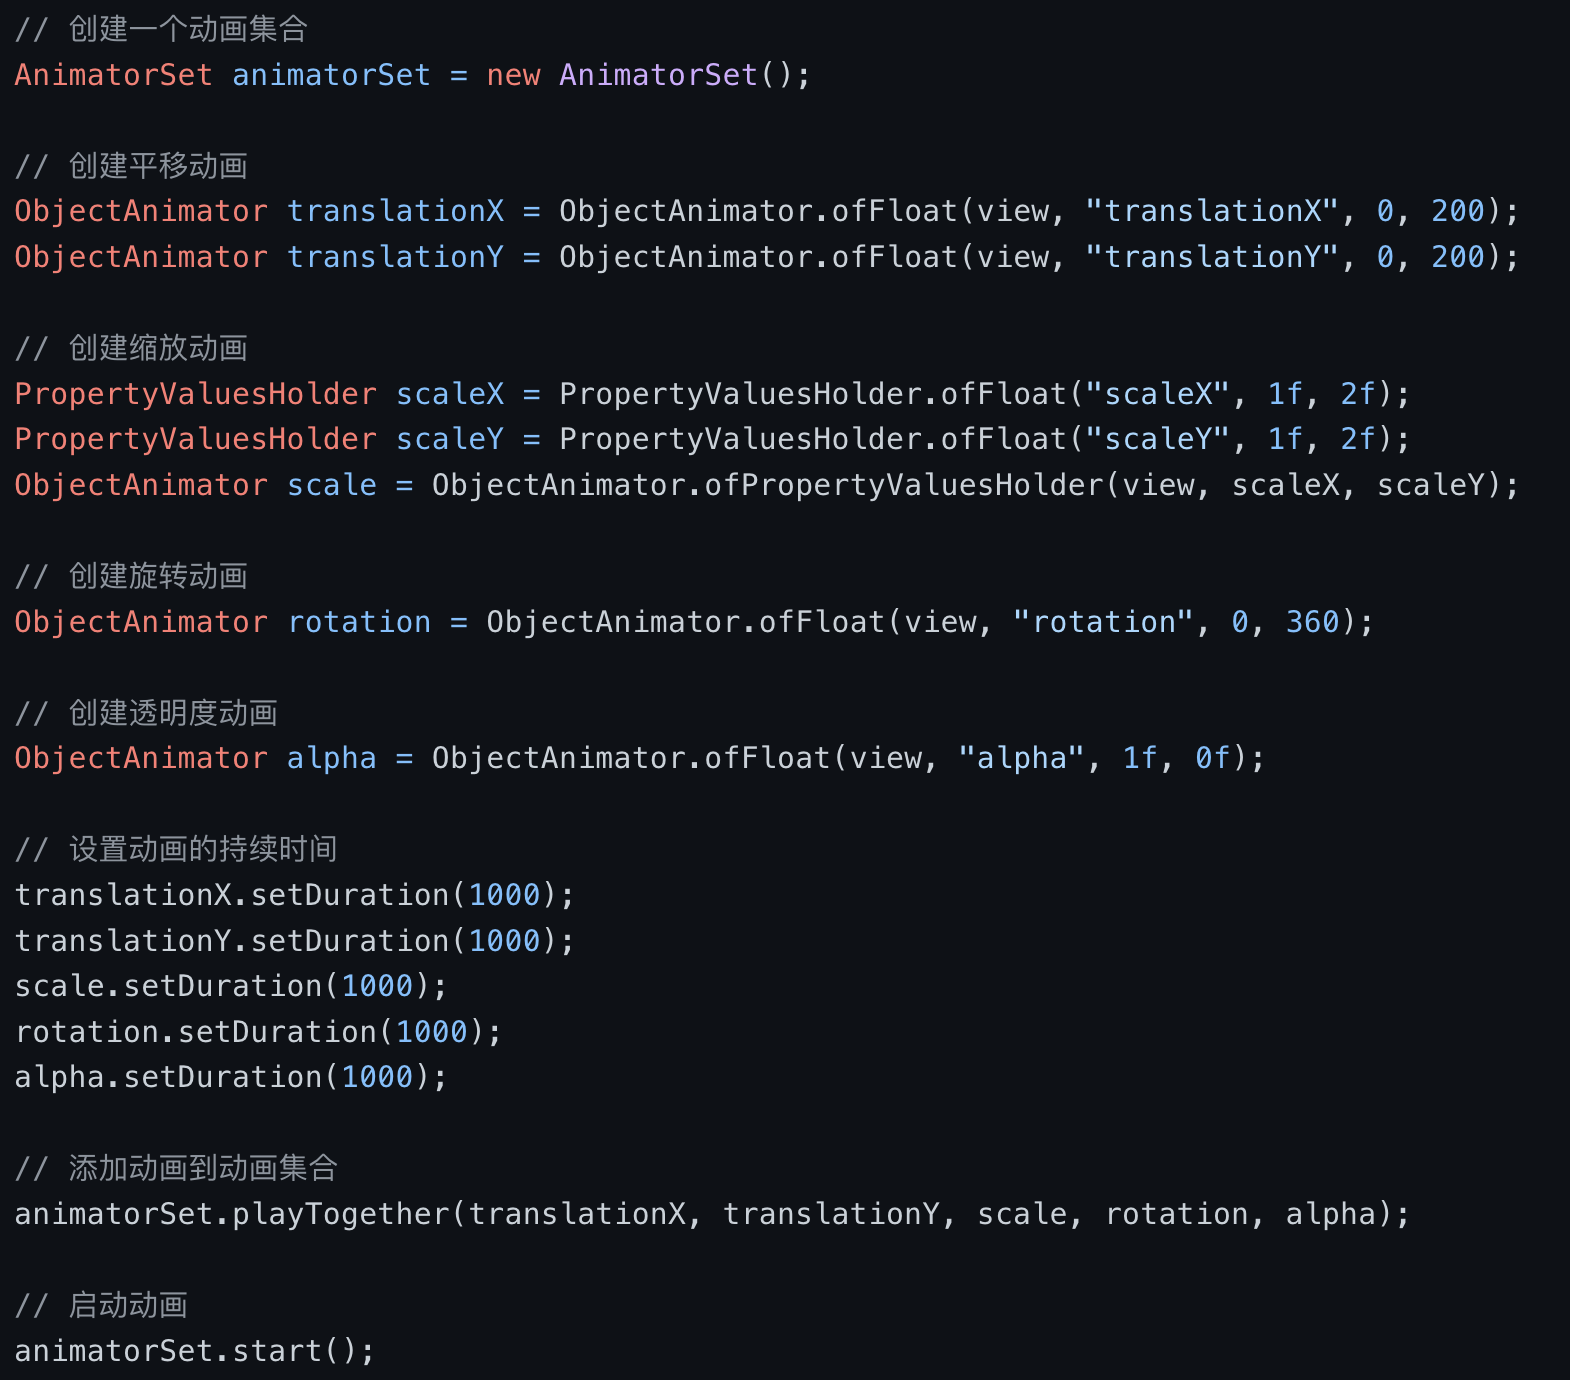 // 创建一个动画集合
AnimatorSet animatorSet = new AnimatorSet();
// 创建平移动画
ObjectAnimator translationX = ObjectAnimator.ofFloat(view, "translationX", 0, 200);
ObjectAnimator translationY = ObjectAnimator.ofFloat(view, "translationY", 0, 200);
// 创建缩放动画
PropertyValuesHolder scaleX = PropertyValuesHolder.ofFloat("scaleX", 1f, 2f);
PropertyValuesHolder scaleY = PropertyValuesHolder.ofFloat("scaleY", 1f, 2f);
ObjectAnimator scale = ObjectAnimator.ofPropertyValuesHolder(view, scaleX, scaleY);
// 创建旋转动画
ObjectAnimator rotation = ObjectAnimator.ofFloat(view, "rotation", 0, 360);
// 创建透明度动画
ObjectAnimator alpha = ObjectAnimator.ofFloat(view, "alpha", 1f, 0f);
// 设置动画的持续时间
translationX.setDuration(1000);
translationY.setDuration(1000);
scale.setDuration(1000);
rotation.setDuration(1000);
alpha.setDuration(1000);
// 添加动画到动画集合
animatorSet.playTogether(translationX, translationY, scale, rotation, alpha);
// 启动动画
animatorSet.start();